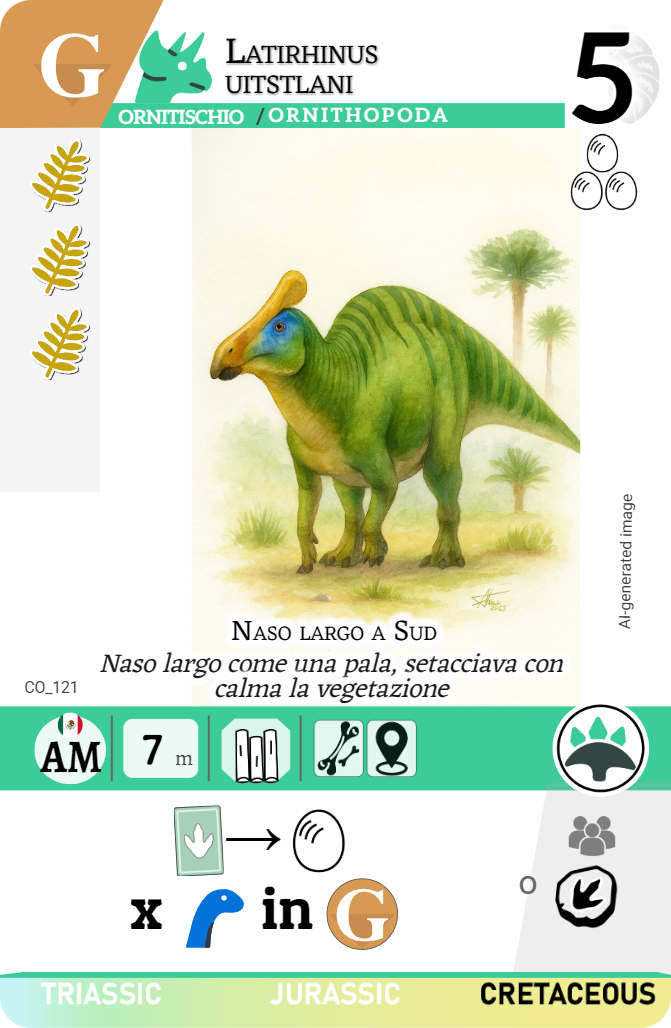 G
LATIRHINUS
UITSTLANI
5
ORNITISCHIO / ORNITHOPODA
AI-generated image
NASO LARGO A SUD
Naso largo come una pala, setacciava con
calma la vegetazione
CO_121
AM
7 m
O
x in G
TRIASSIC JURASSIC CRETACEOUS